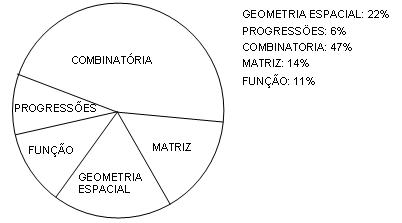 GEOMETRIA ESPACIAL: 22%
PROGRESSÕES: 6%
COMBINATORIA: 47%
MATRIZ: 14%
FUNÇÃO: 11%
COMBINATÓRIA
PROGRESSÕES
FUNÇÃO
MATRIZ
GEOMETRIA
ESPACIAL